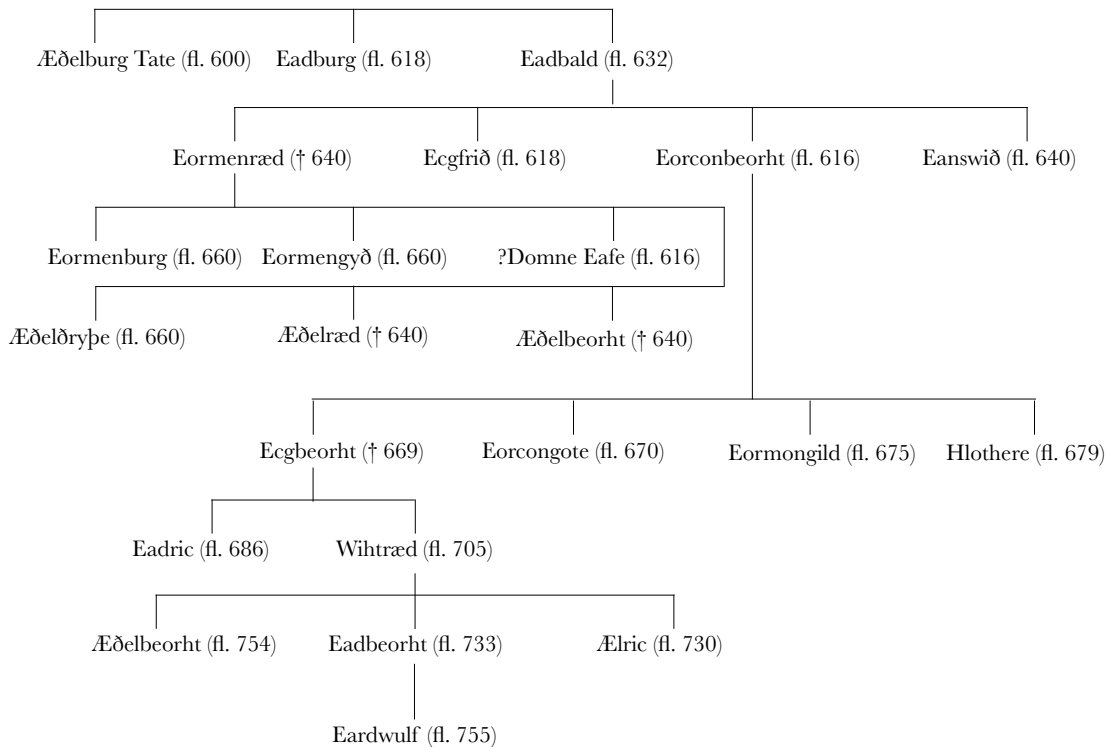 Æðelburg Tate (fl. 600) Eadburg (fl. 618) Eadbald (fl. 632)
Eormenræd († 640) Ecgfrið (fl. 618) Eorconbeorht (fl. 616) Eanswið (fl. 640)
Eormenburg (fl. 660) Eormengyð (fl. 660) ?Domne Eafe (fl. 616)
Æðelðryþe (fl. 660) Æðelræd († 640) Æðelbeorht († 640)
Ecgbeorht († 669) Eorcongote (fl. 670) Eormongild (fl. 675) Hlothere (fl. 679)
Eadric (fl. 686) Wihtræd (fl. 705)
Æðelbeorht (fl. 754) Eadbeorht (fl. 733) Ælric (fl. 730)
Eardwulf (fl. 755)